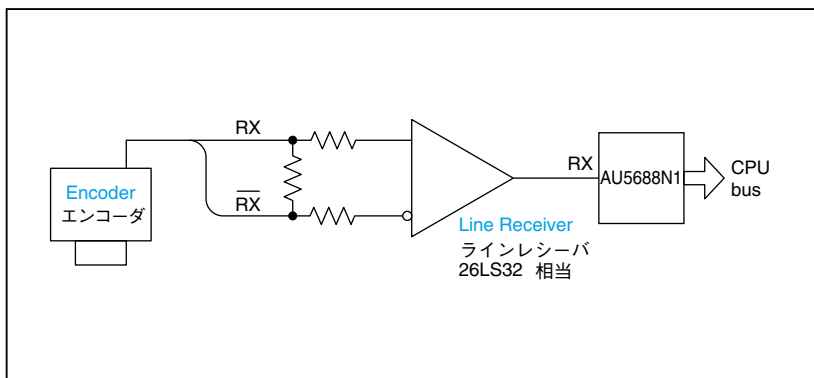 RX
Encoder
エンコーダ
R̅X̅
Line Receiver
ラインレシーバ
26LS32 相当
RX
AU5688N1
CPU
bus